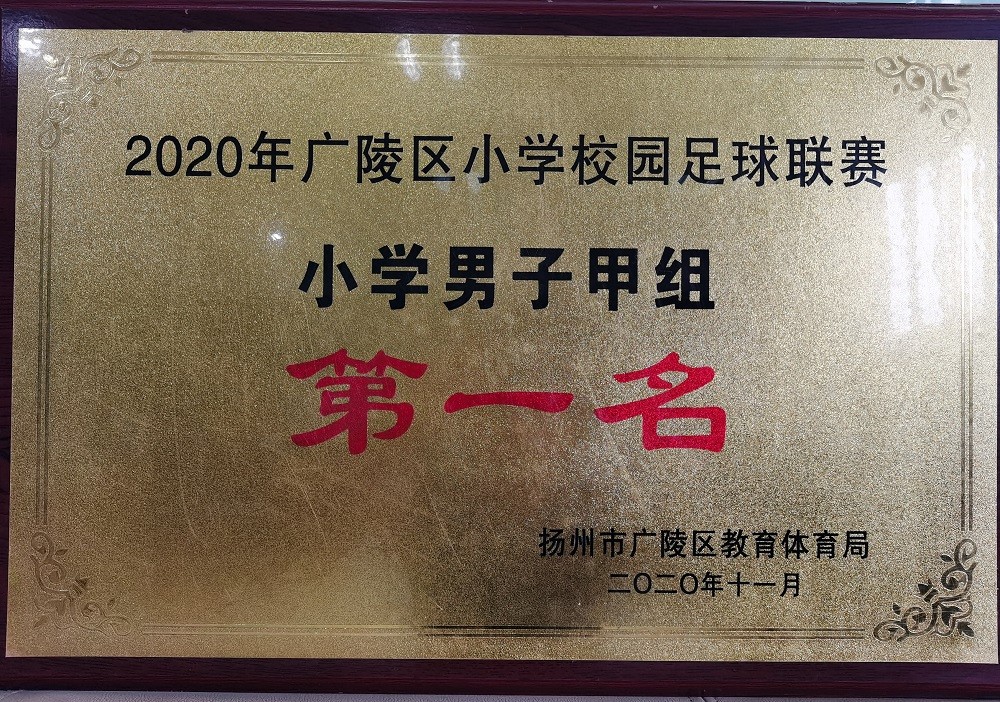 2020年广陵区小学校园足球联赛
小学男子甲组
第一名
扬州市广陵区教育体育局
二〇二〇年十一月